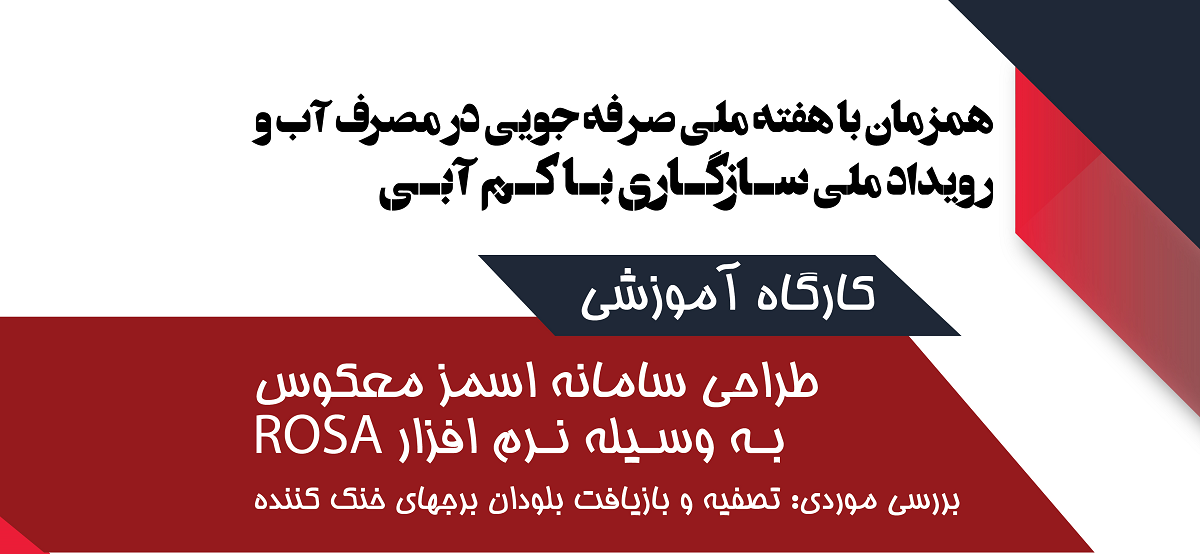 همزمان با هفته ملی صرفه جویی در مصرف آب و
رویداد ملی سازگاری با کم آبی
کارگاه آموزشی
طراحی سامانه اسمز معکوس
به وسیله نرم افزار ROSA
بررسی موردی: تصفیه و بازیافت بلودان برجهای خنک کننده